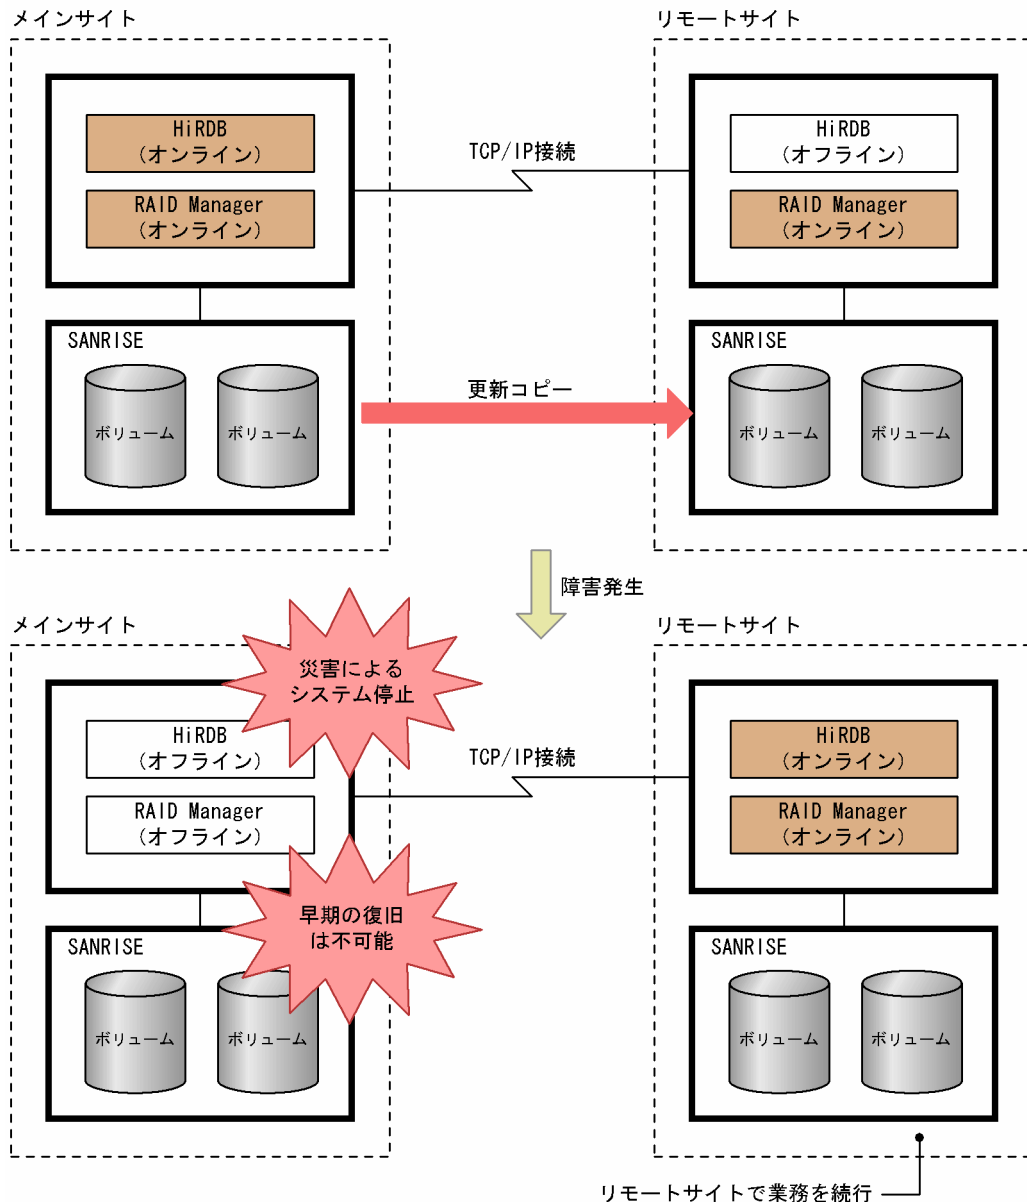 メインサイト
リモートサイト
HiRDB
(オンライン)
RAID Manager
(オンライン)
TCP/IP接続
HiRDB
(オフライン)
RAID Manager
(オンライン)
SANRISE
ボリューム
ボリューム
更新コピー
SANRISE
ボリューム
ボリューム
障害発生
メインサイト
リモートサイト
災害による
システム停止
HiRDB
(オフライン)
RAID Manager
(オフライン)
TCP/IP接続
HiRDB
(オンライン)
RAID Manager
(オンライン)
早期の復旧
は不可能
SANRISE
ボリューム
ボリューム
SANRISE
ボリューム
ボリューム
リモートサイトで業務を続行